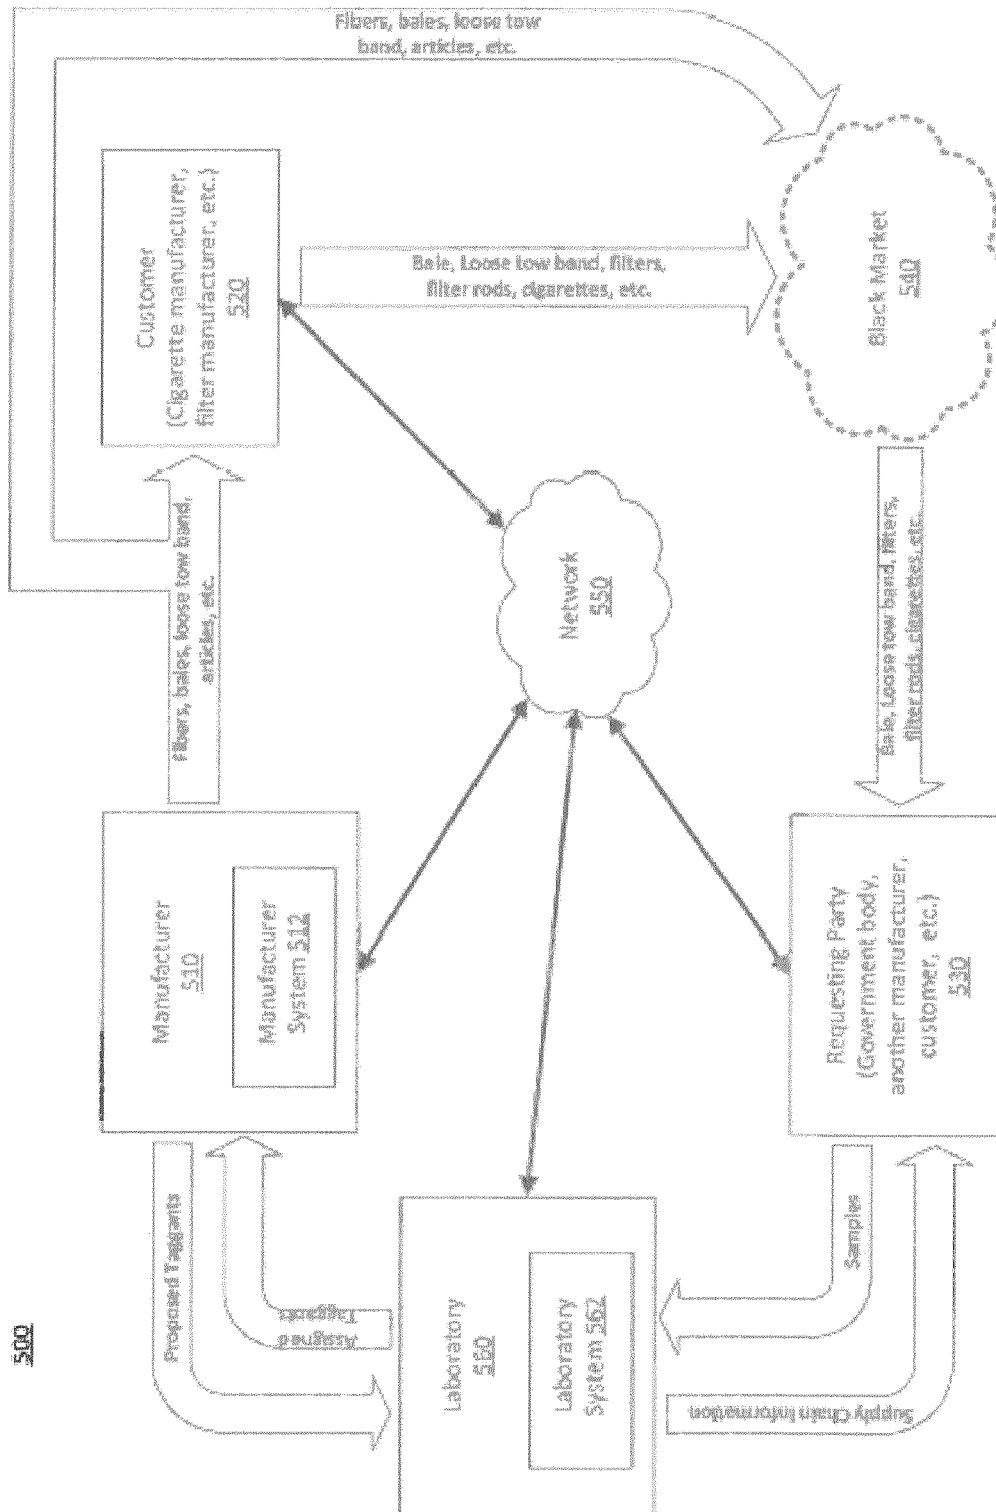 500
Proposed Taggants
Assigned
Taggants
Laboratory
560
Laboratory
System 562
Supply Chain Information
Samples
Manufacturer
510
Manufacturer
System 512
Requesting Party
(Government body,
another manufacturer,
customer, etc.)
530
Fibers, bales, loose tow band,
articles, etc.
Network
550
Bale, Loose tow band, filters,
filter rods, cigarettes, etc.
Customer
(Cigarette manufacturer,
filter manufacturer, etc.)
520
Bale, Loose tow band, filters,
filter rods, cigarettes, etc.
Black Market
540
Fibers, bales, loose tow
band, articles, etc.